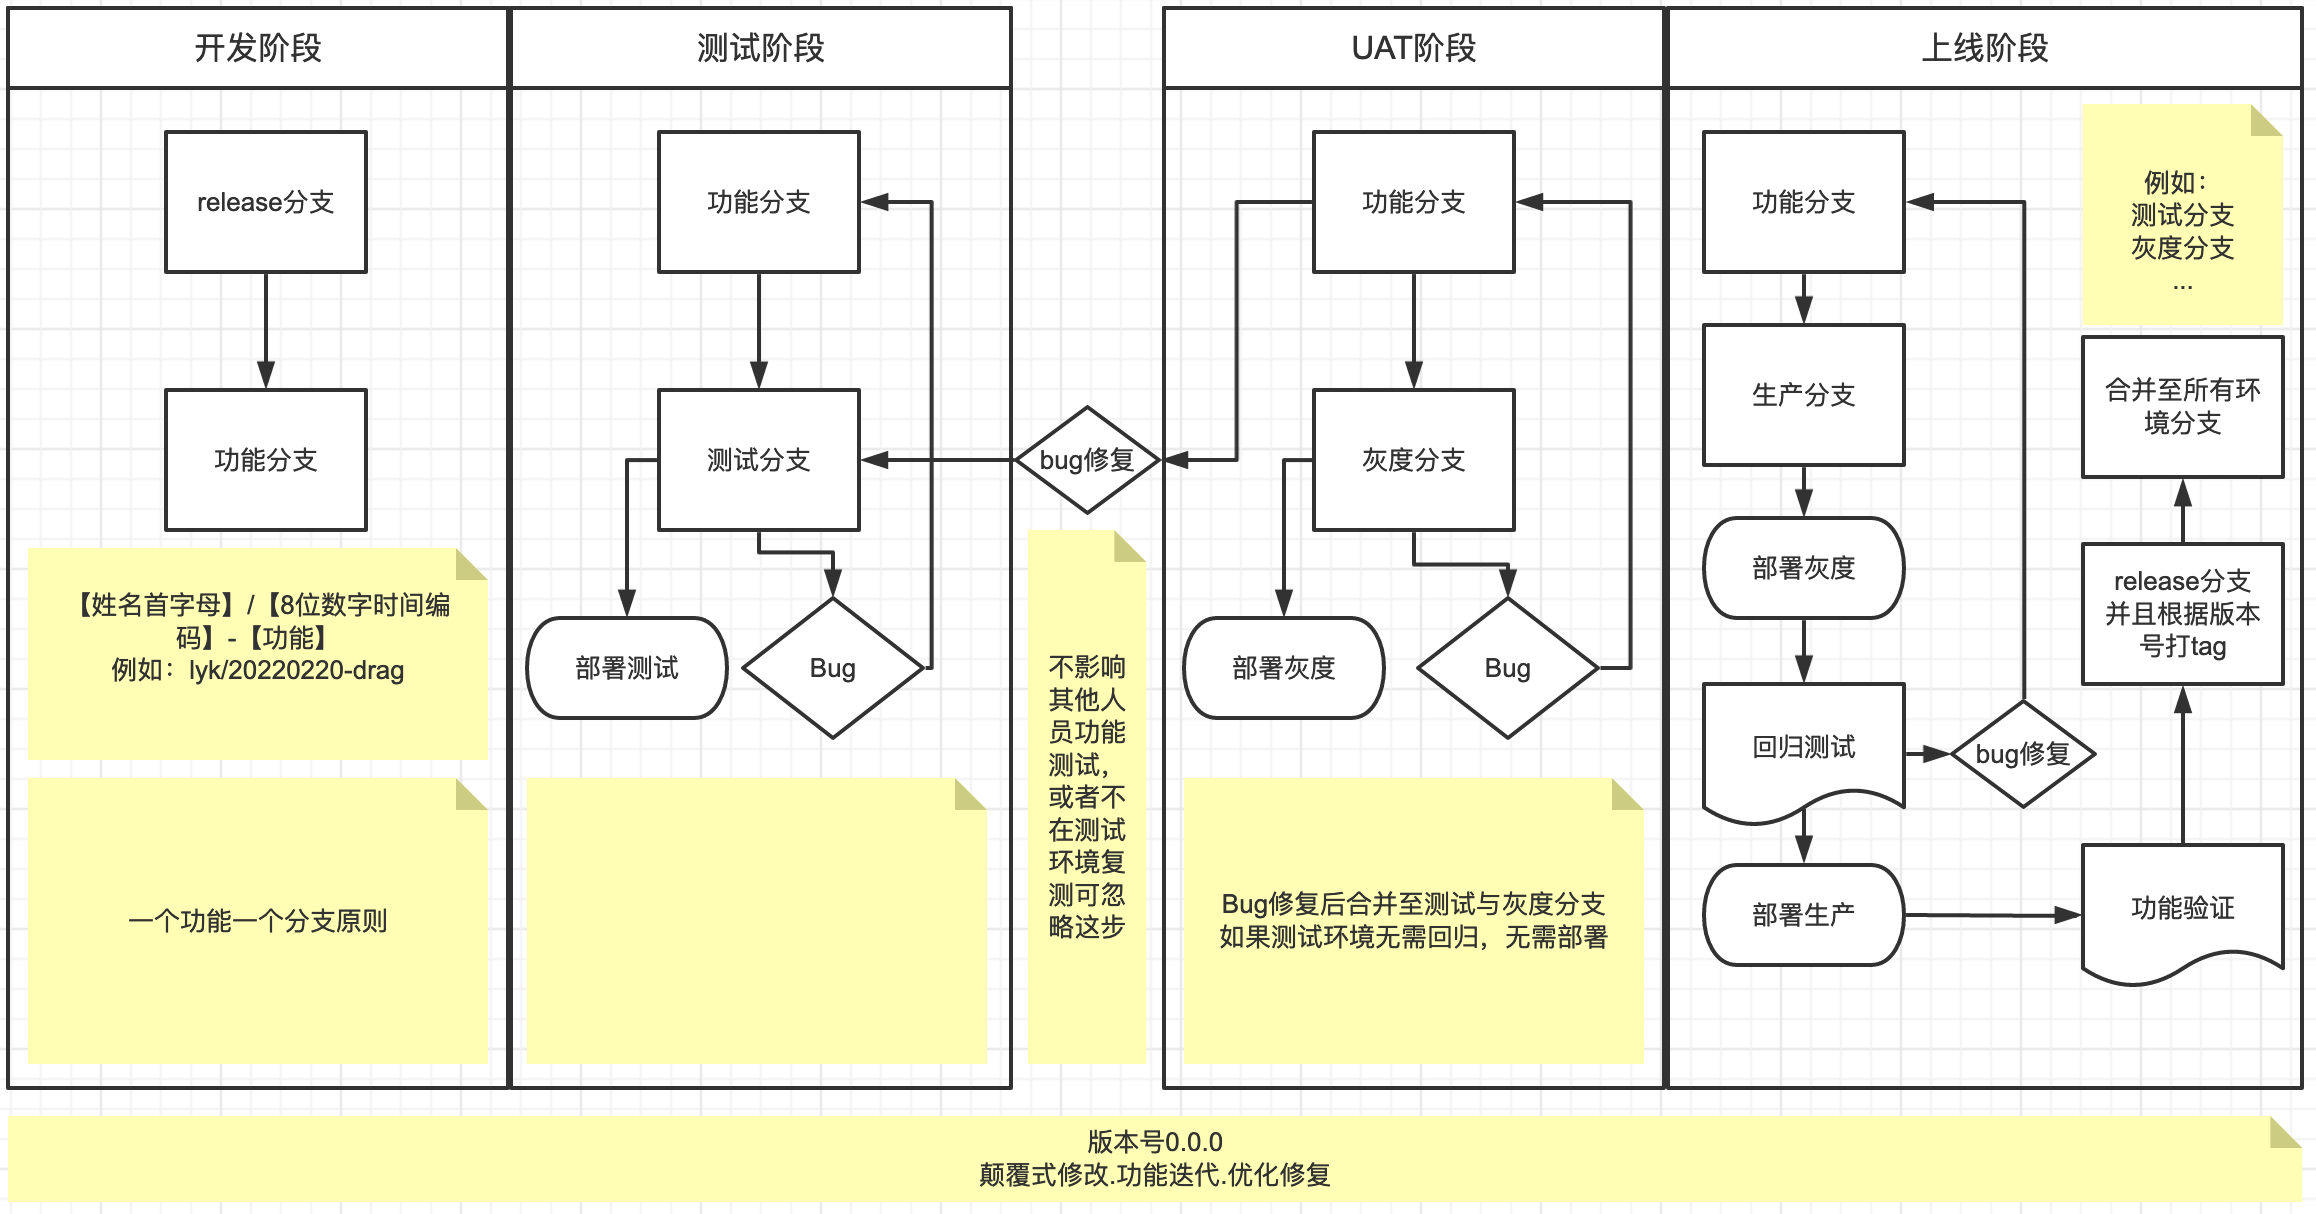 开发阶段
release分支
功能分支
【姓名首字母】/【8位数字时间编
码】-【功能】
例如：lyk/20220220-drag
一个功能一个分支原则
测试阶段
功能分支
测试分支
部署测试
Bug
bug修复
不影响
其他人
员功能
测试，
或者不
在测试
环境复
测可忽
略这步
UAT阶段
功能分支
灰度分支
部署灰度
Bug
Bug修复后合并至测试与灰度分支
如果测试环境无需回归，无需部署
上线阶段
功能分支
生产分支
部署灰度
回归测试
bug修复
部署生产
功能验证
release分支
并且根据版本
号打tag
合并至所有环
境分支
例如：
测试分支
灰度分支
...
版本号0.0.0
颠覆式修改.功能迭代.优化修复